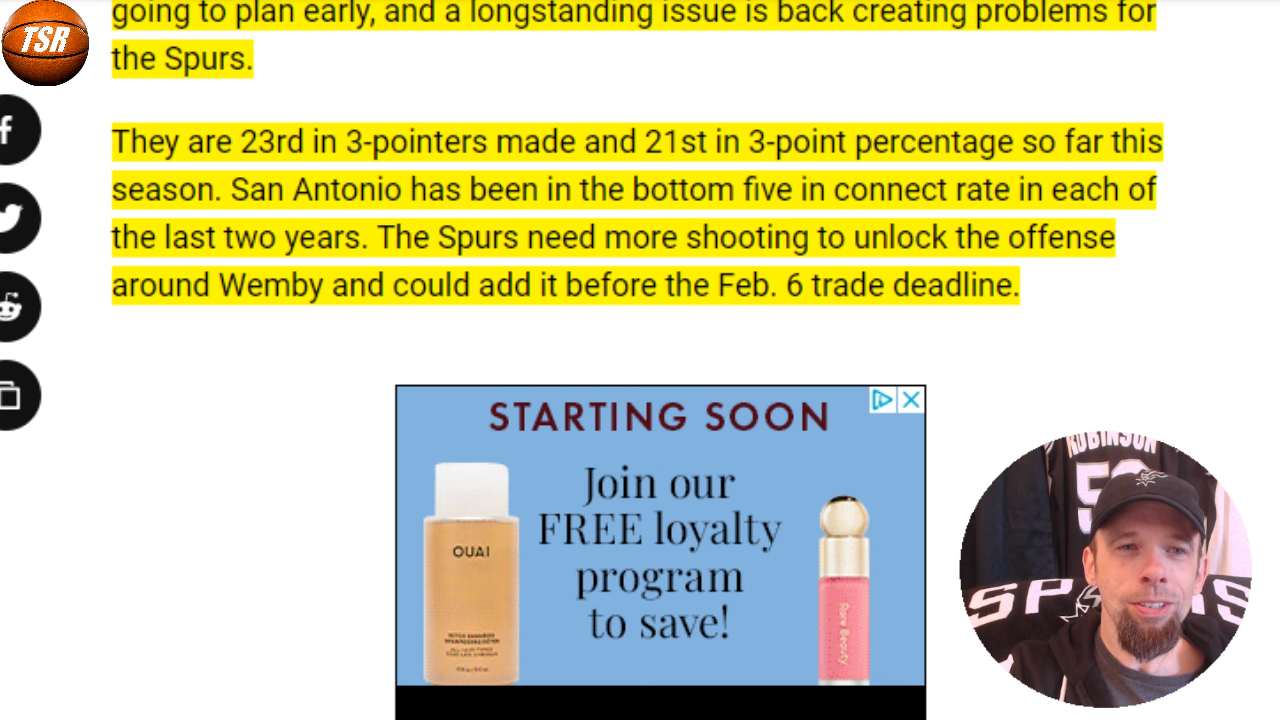 going to plan early, and a longstanding issue is back creating problems for
TSR
the Spurs.
They are 23rd in 3-pointers made and 21st in 3-point percentage so far this
season. San Antonio has been in the bottom five in connect rate in each of
the last two years. The Spurs need more shooting to unlock the offense
around Wemby and could add it before the Feb. 6 trade deadline.
STARTING SOON
Join our
FREE loyalty
program
to save!
OUAI
Rare Beauty
ROBINSON
SPURS